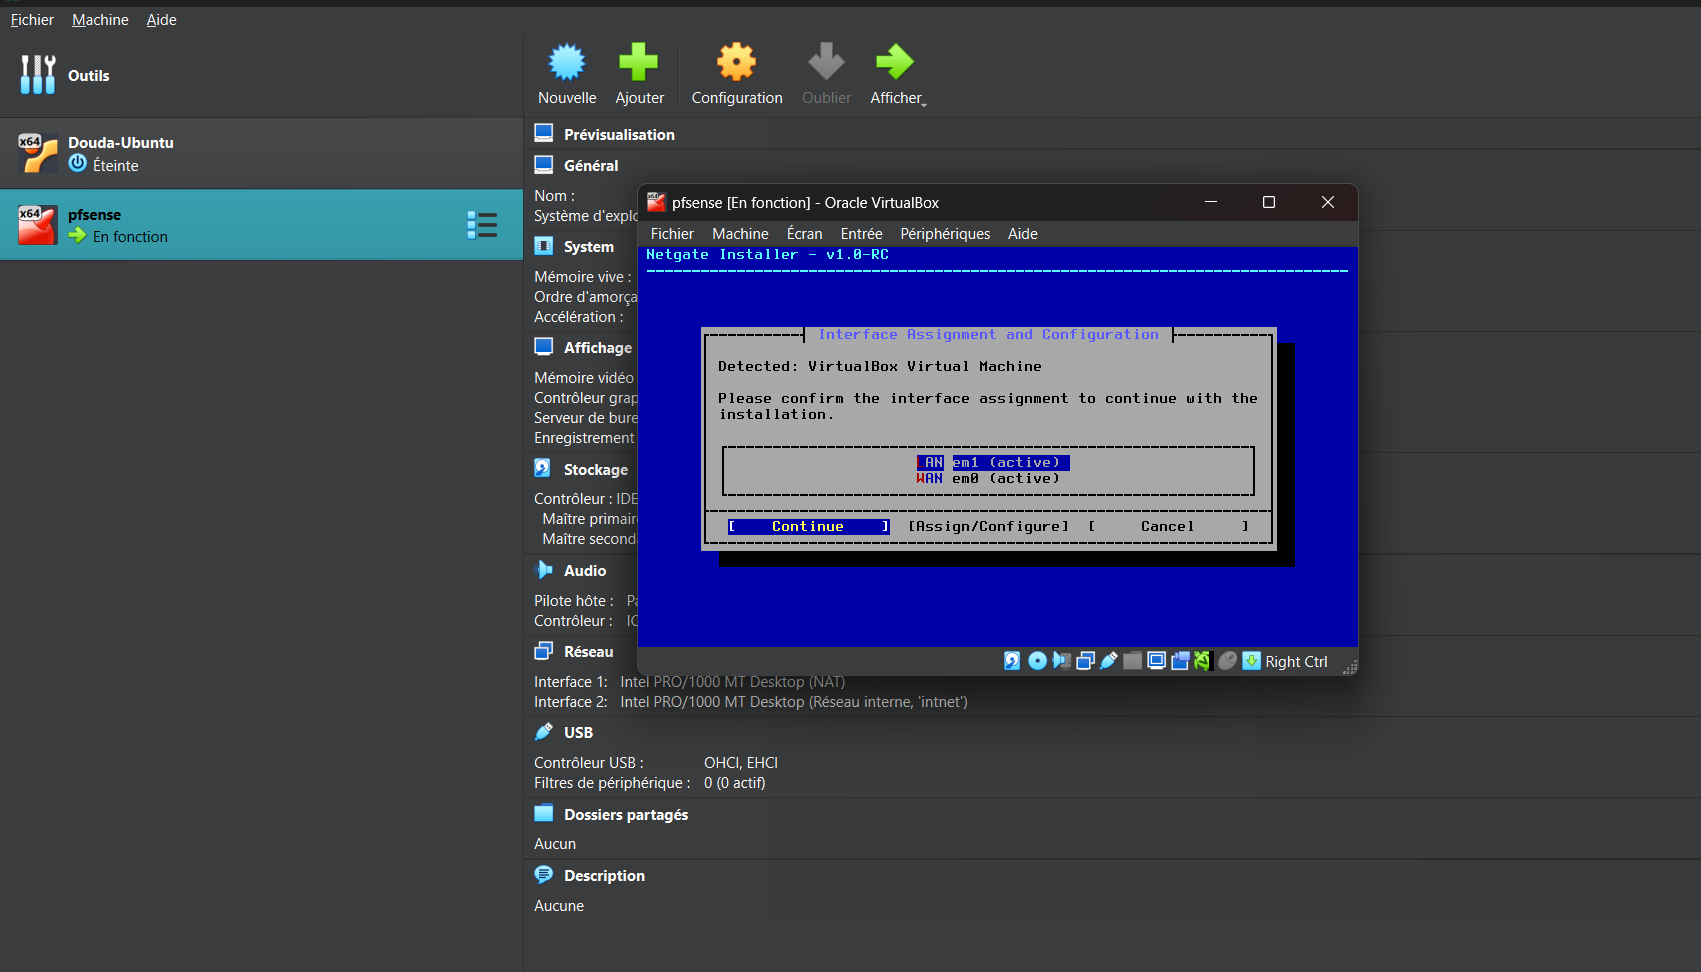 Fichier Machine Aide
Outils
Nouvelle Ajouter Configuration Oublier Afficher
x64 Douda-Ubuntu
Éteinte
x64 pfsense
En fonction
Prévisualisation
Général
Nom :
Système d'explo
System
Mémoire vive :
Ordre d'amorça
Accélération :
Affichage
Mémoire vidéo
Contrôleur grap
Serveur de bure
Enregistrement
Stockage
Contrôleur : IDE
Maître primair
Maître second
Audio
Pilote hôte : Pa
Contrôleur : IC
Réseau
Interface 1: Intel PRO/1000 MT Desktop (NAT)
Interface 2: Intel PRO/1000 MT Desktop (Réseau interne, 'intnet')
USB
Contrôleur USB : OHCI, EHCI
Filtres de périphérique : 0 (0 actif)
Dossiers partagés
Aucun
Description
Aucune
pfsense [En fonction] - Oracle VirtualBox
Fichier Machine Écran Entrée Périphériques Aide
Netgate Installer - v1.0-RC
Interface Assignment and Configuration
Detected: VirtualBox Virtual Machine
Please confirm the interface assignment to continue with the
installation.
LAN em1 (active)
WAN em0 (active)
[ Continue ] [Assign/Configure] [ Cancel ]
Right Ctrl